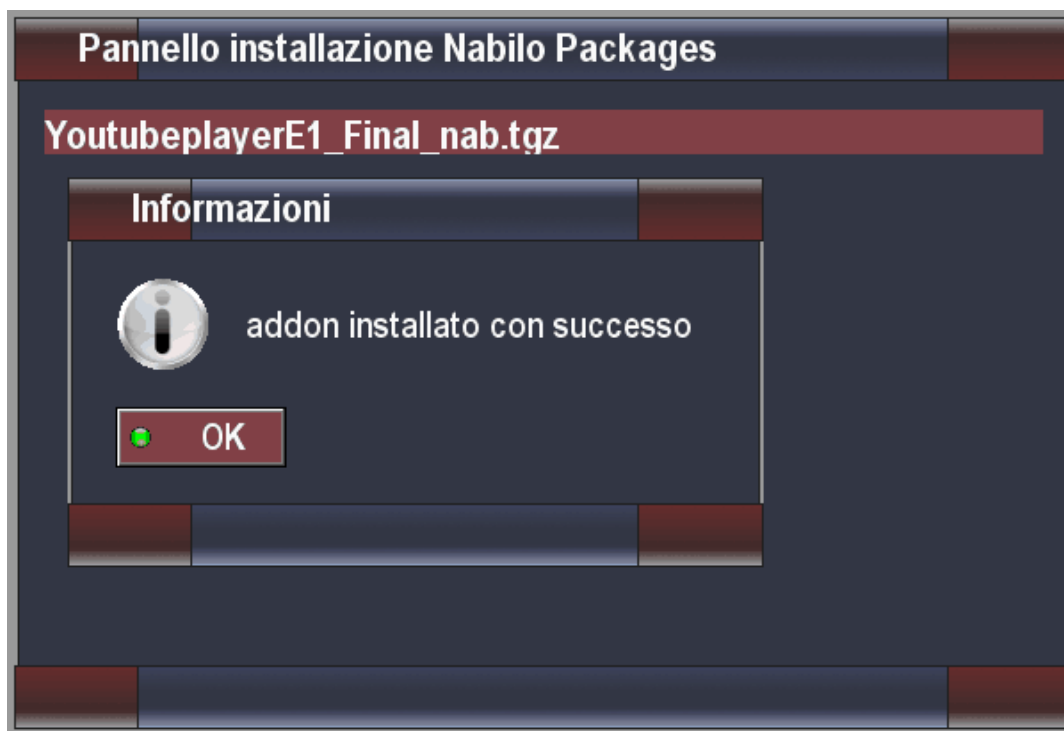 Pannello installazione Nabilo Packages
YoutubeplayerE1_Final_nab.tgz
Informazioni
addon installato con successo
OK